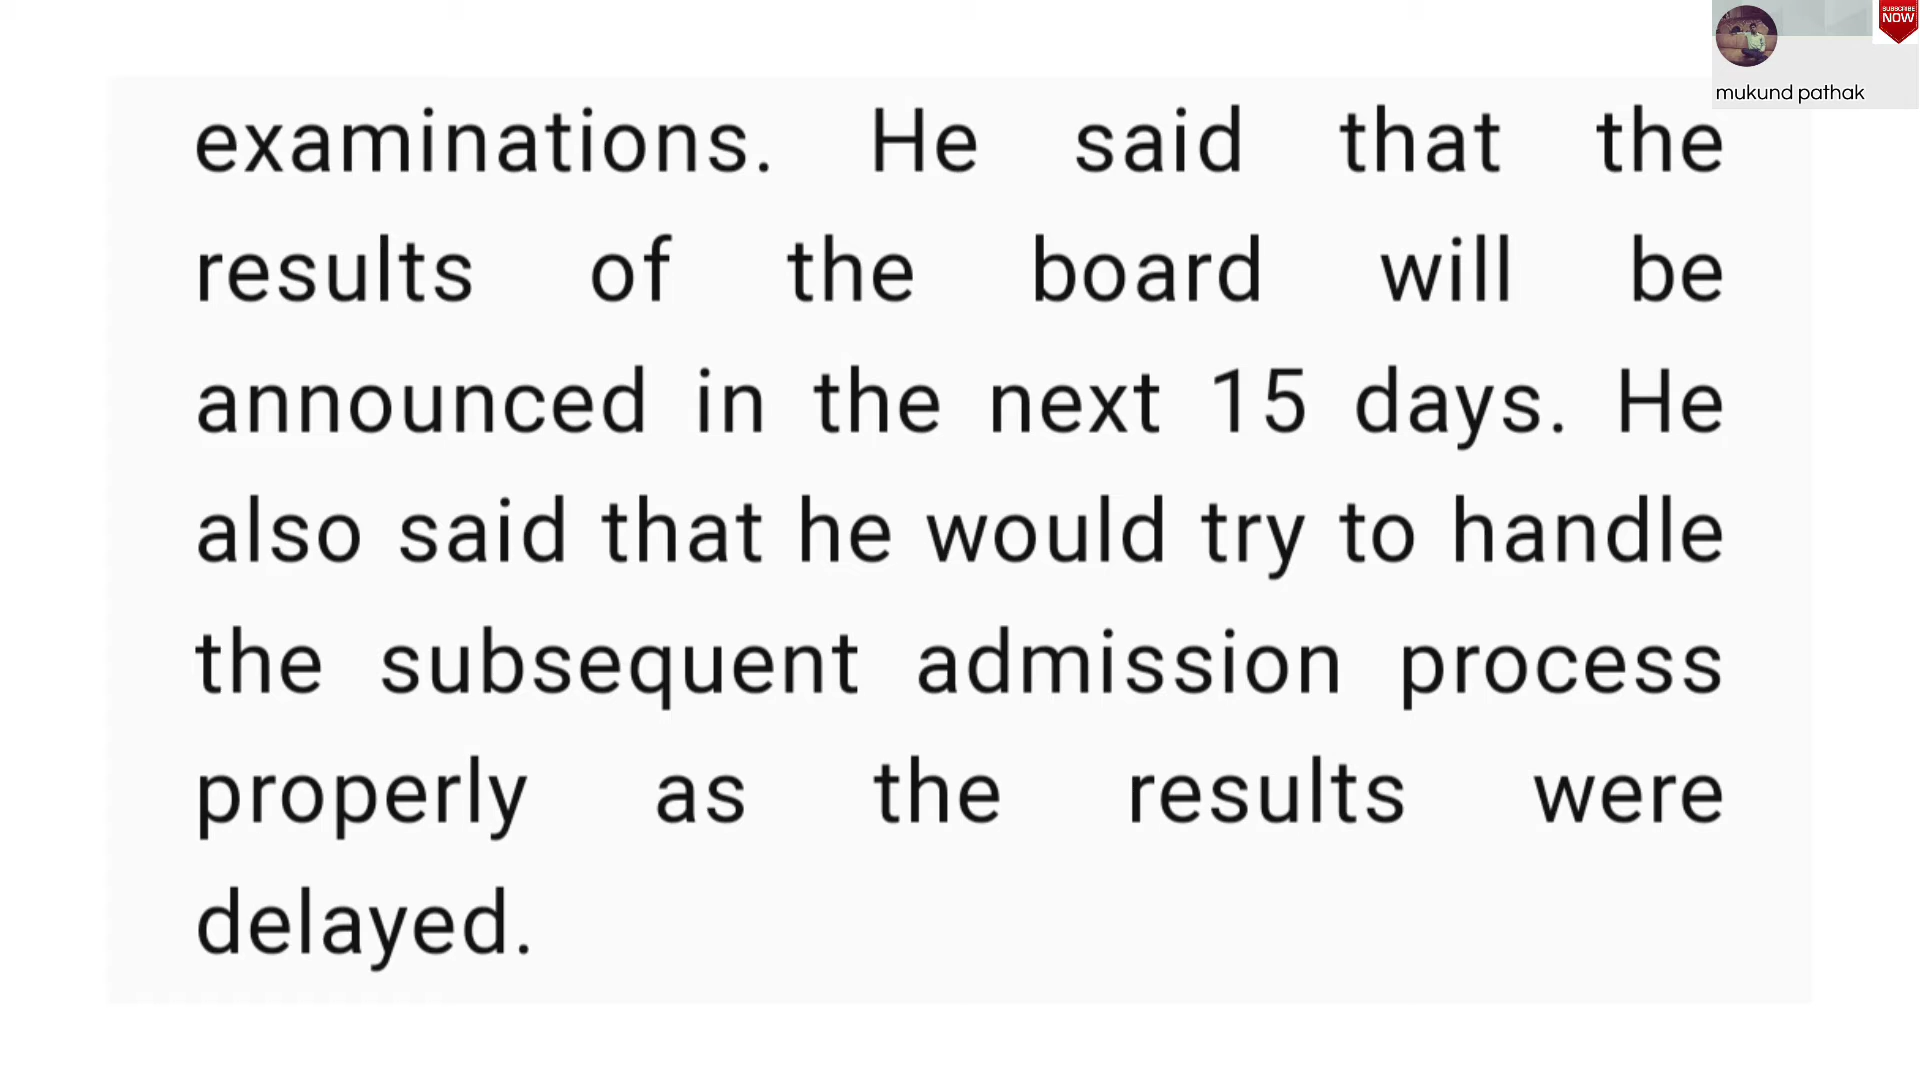 SUBSCRIBE
NOW
mukund pathak
examinations. He said that the
results of the board will be
announced in the next 15 days. He
also said that he would try to handle
the subsequent admission process
properly as the results were
delayed.